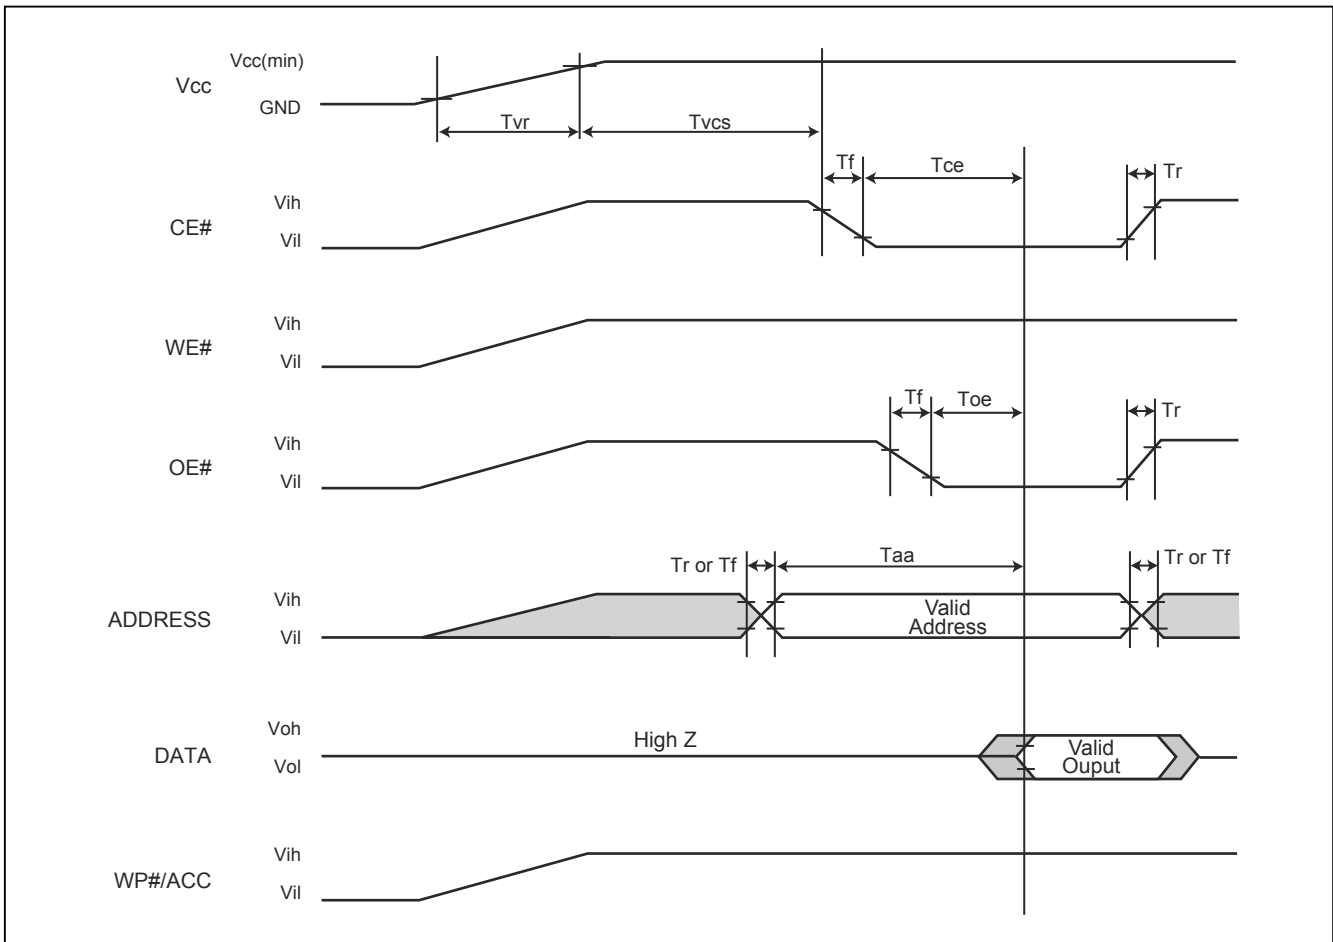 Vcc(min)
Vcc
GND
Tvr
Tvcs
Tf
Tce
Tr
Vih
CE#
Vil
Vih
WE#
Vil
Tf
Toe
Tr
Vih
OE#
Vil
Tr or Tf
Taa
Tr or Tf
Vih
ADDRESS
Vil
Valid
Address
Voh
DATA
Vol
High Z
Valid
Ouput
Vih
WP#/ACC
Vil